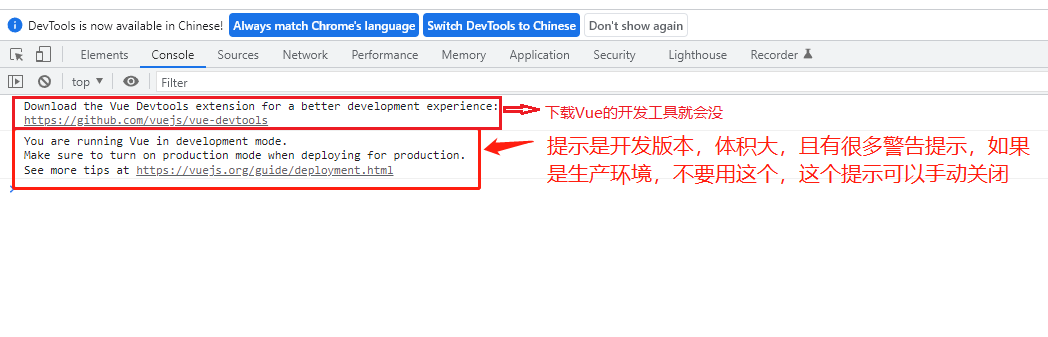 DevTools is now available in Chinese! Always match Chrome's language Switch DevTools to Chinese Don't show again
Elements Console Sources Network Performance Memory Application Security Lighthouse Recorder
top Filter
Download the Vue Devtools extension for a better development experience:
https://github.com/vuejs/vue-devtools
下载Vue的开发工具就会没
You are running Vue in development mode.
Make sure to turn on production mode when deploying for production.
See more tips at https://vuejs.org/guide/deployment.html
提示是开发版本，体积大，且有很多警告提示，如果
是生产环境，不要用这个，这个提示可以手动关闭